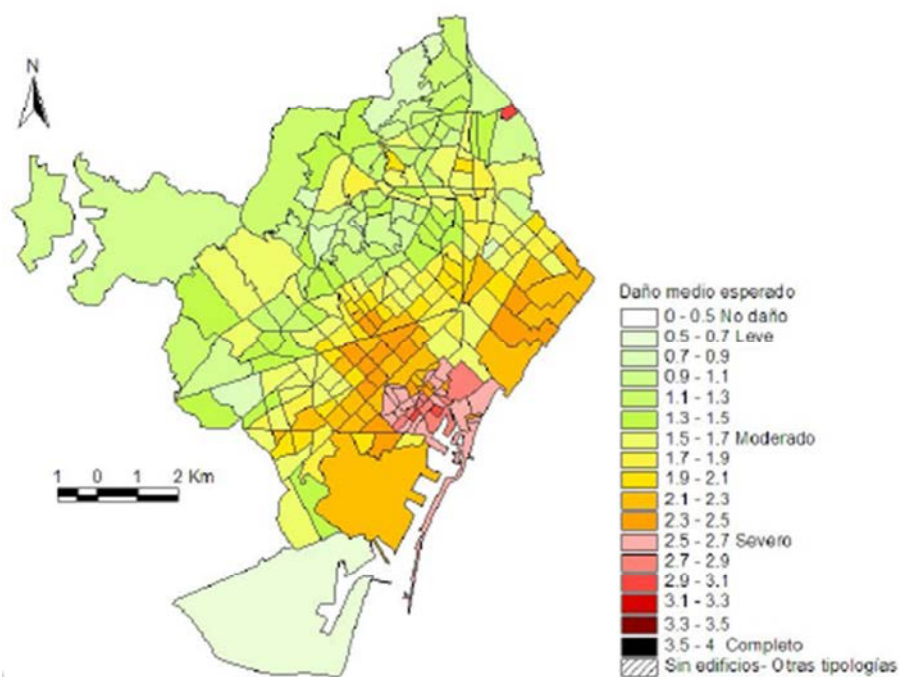 N
1 0 1 2 Km
Daño medio esperado
0 - 0.5 No daño
0.5 - 0.7 Leve
0.7 - 0.9
0.9 - 1.1
1.1 - 1.3
1.3 - 1.5
1.5 - 1.7 Moderado
1.7 - 1.9
1.9 - 2.1
2.1 - 2.3
2.3 - 2.5
2.5 - 2.7 Severo
2.7 - 2.9
2.9 - 3.1
3.1 - 3.3
3.3 - 3.5
3.5 - 4 Completo
Sin edificios- Otras tipologías